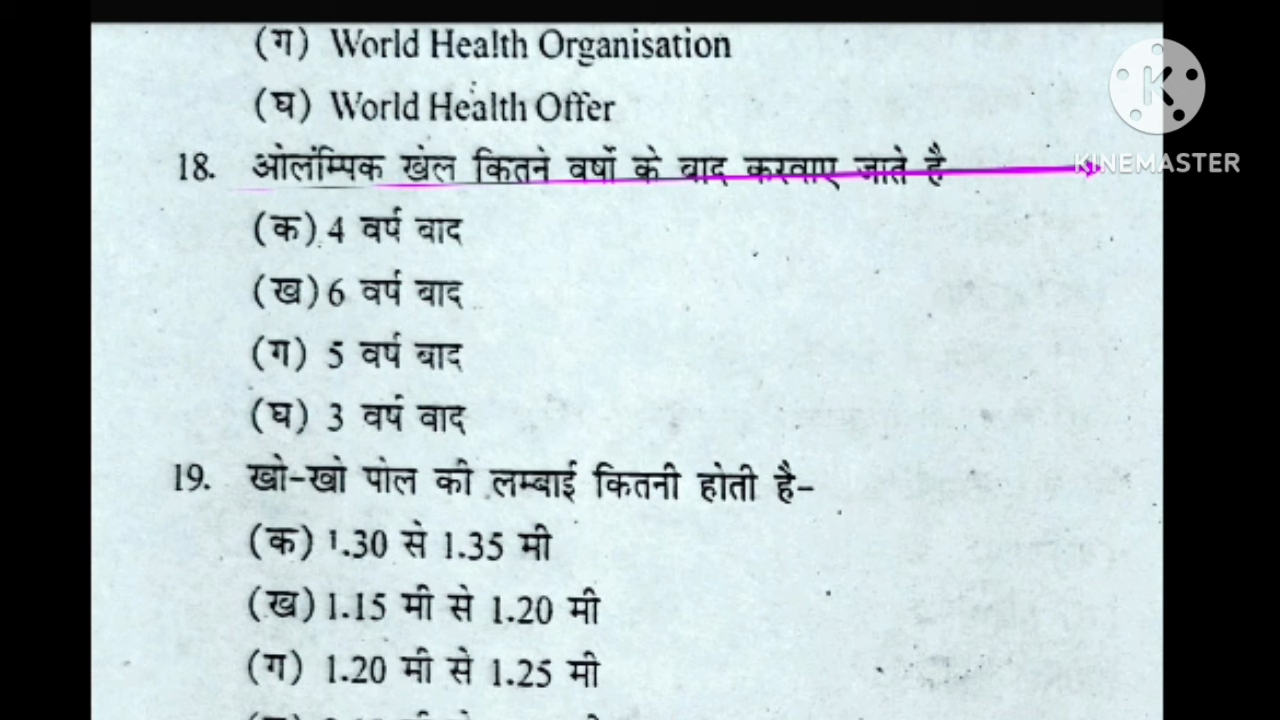 (ग) World Health Organisation
(घ) World Health Offer
KINEMASTER
18. ओलंम्पिक खेल कितने वर्षों के बाद करवाए जाते है
(क) 4 वर्ष बाद
(ख) 6 वर्ष बाद
(ग) 5 वर्ष बाद
(घ) 3 वर्ष बाद
19. खो-खो पोल की लम्बाई कितनी होती है-
(क) 1.30 से 1.35 मी
(ख) 1.15 मी से 1.20 मी
(ग) 1.20 मी से 1.25 मी